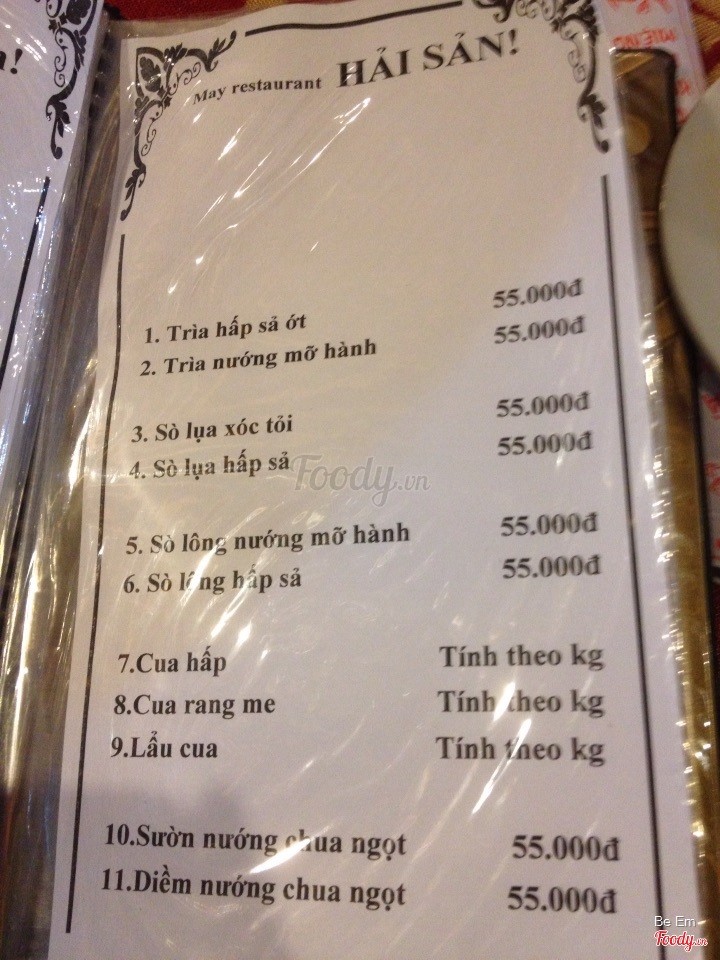 May restaurant HẢI SẢN!
1. Trìa hấp sả ớt 55.000đ
2. Trìa nướng mỡ hành 55.000đ
3. Sò lụa xóc tỏi 55.000đ
4. Sò lụa hấp sả 55.000đ
Foody.vn
5. Sò lông nướng mỡ hành 55.000đ
6. Sò lông hấp sả 55.000đ
7.Cua hấp Tính theo kg
8.Cua rang me Tính theo kg
9.Lẩu cua Tính theo kg
10.Sườn nướng chua ngọt 55.000đ
11.Diềm nướng chua ngọt 55.000đ
Be Em
Foody.vn